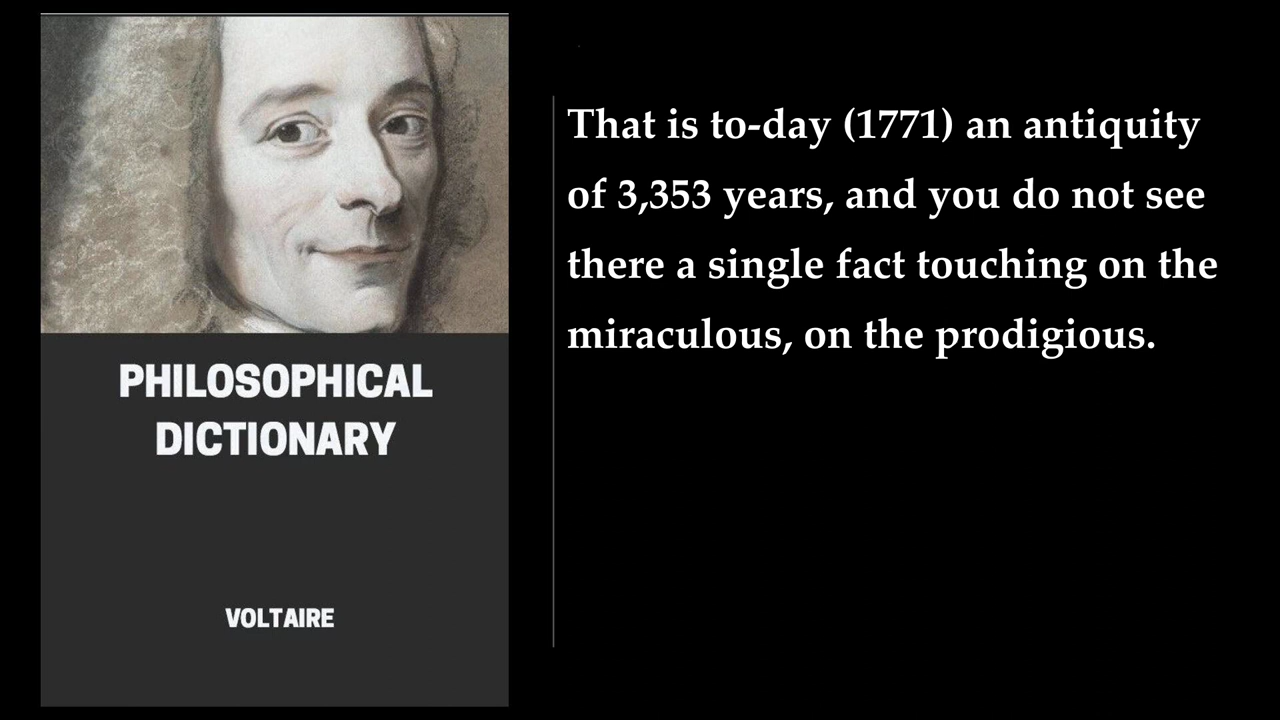 PHILOSOPHICAL
DICTIONARY
VOLTAIRE
That is to-day (1771) an antiquity
of 3,353 years, and you do not see
there a single fact touching on the
miraculous, on the prodigious.